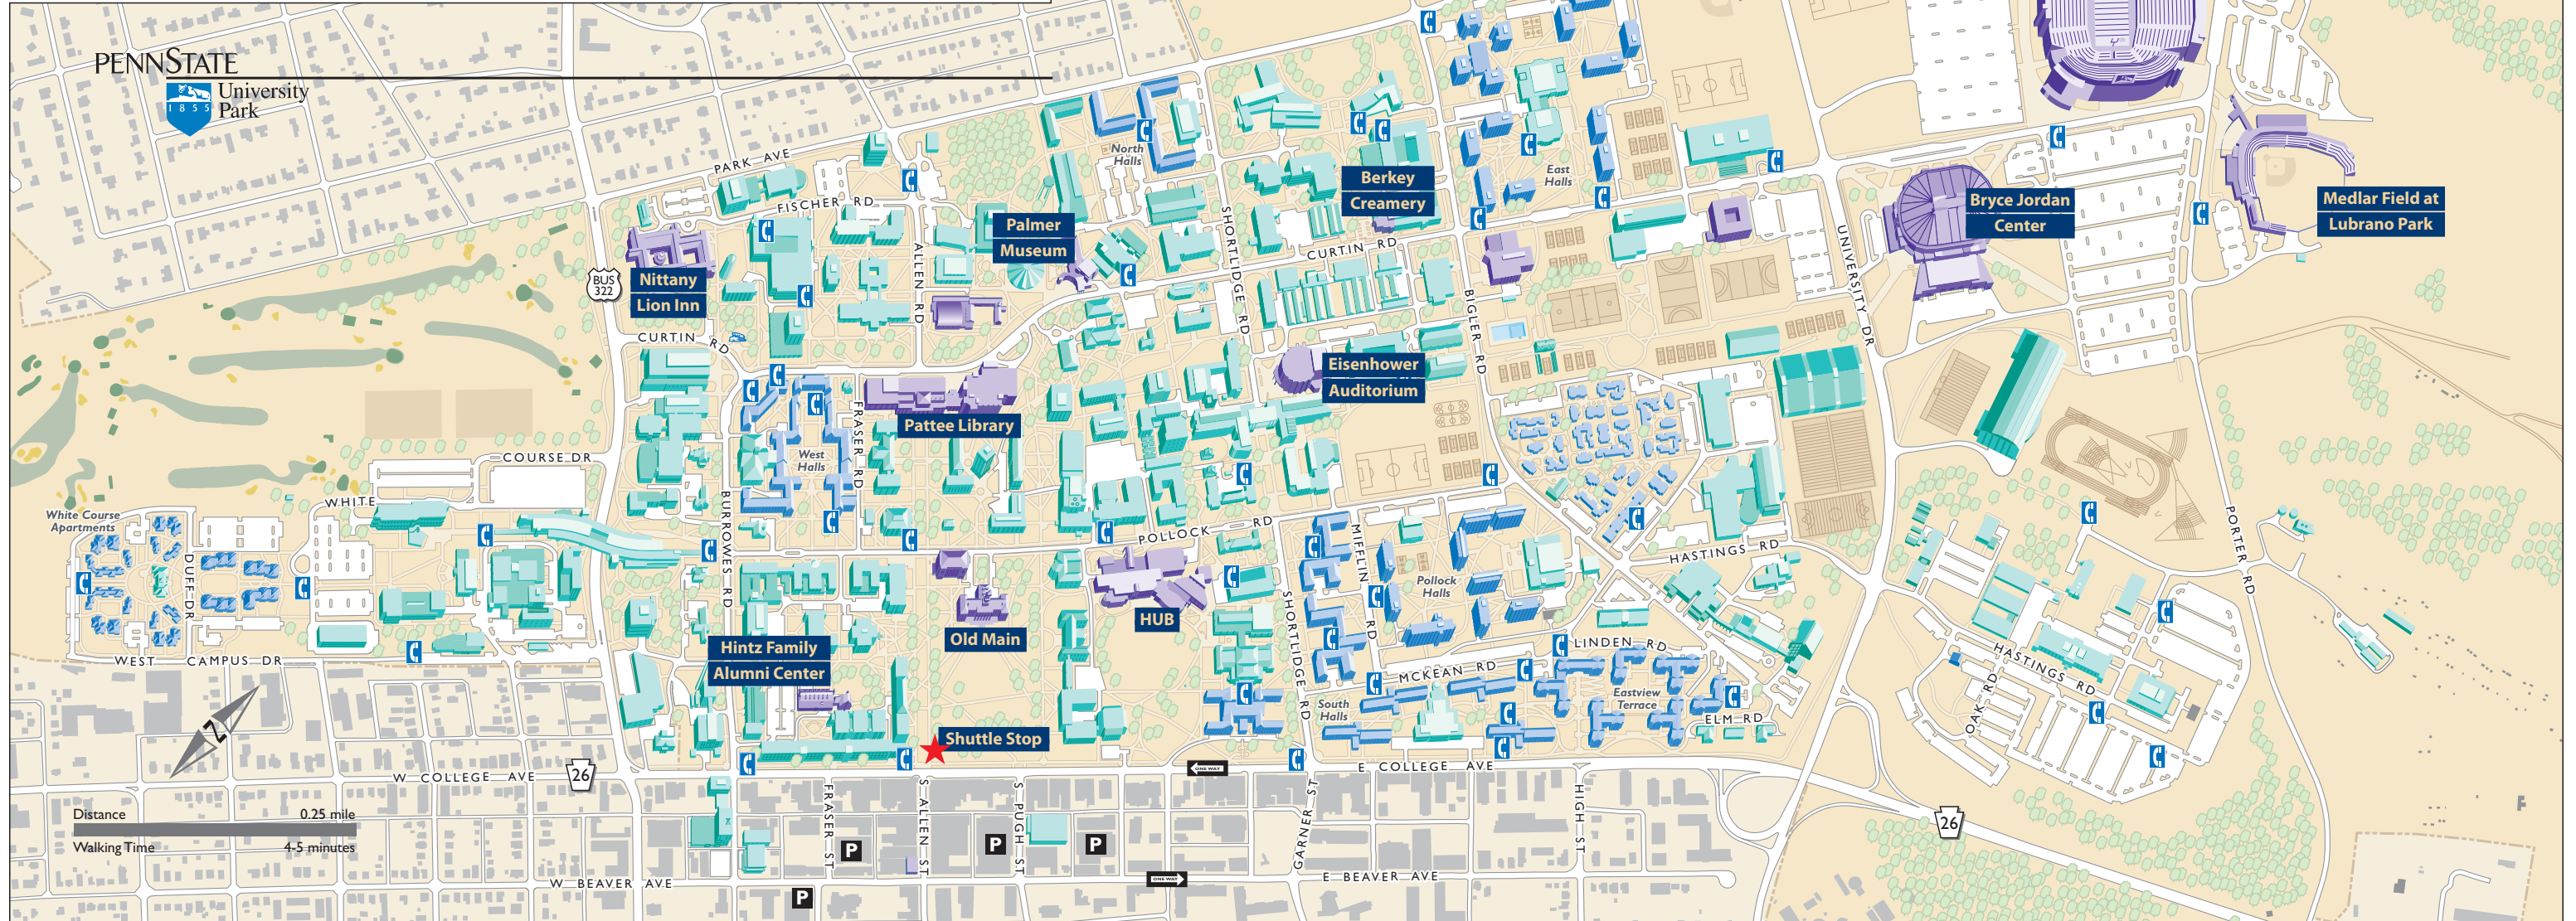 PENNSTATE
1855
University
Park
PARK AVE
North
Halls
East
Halls
Berkey
Creamery
Bryce Jordan
Center
Medlar Field at
Lubrano Park
FISCHER RD
Palmer
Museum
ALLEN RD
SHORTLIDGE RD
CURTIN RD
UNIVERSITY DR
Nittany
Lion Inn
BUS
322
BIGLER RD
CURTIN RD
Eisenhower
Auditorium
Pattee Library
FRASER RD
West
Halls
COURSE DR
WHITE
White Course
Apartments
BURROWES RD
POLLOCK RD
MIFFLIN RD
HASTINGS RD
PORTER RD
DUFF DR
Pollock
Halls
HUB
Old Main
SHORTLIDGE RD
LINDEN RD
Hintz Family
Alumni Center
WEST CAMPUS DR
MCKEAN RD
HASTINGS RD
OAK RD
South
Halls
Eastview
Terrace
ELM RD
Shuttle Stop
N
W COLLEGE AVE
26
ONE WAY
E COLLEGE AVE
26
FRASER ST
S ALLEN ST
S PUGH ST
GARNER ST
HIGH ST
Distance 0.25 mile
Walking Time 4-5 minutes
P
P
P
P
W BEAVER AVE
ONE WAY
E BEAVER AVE